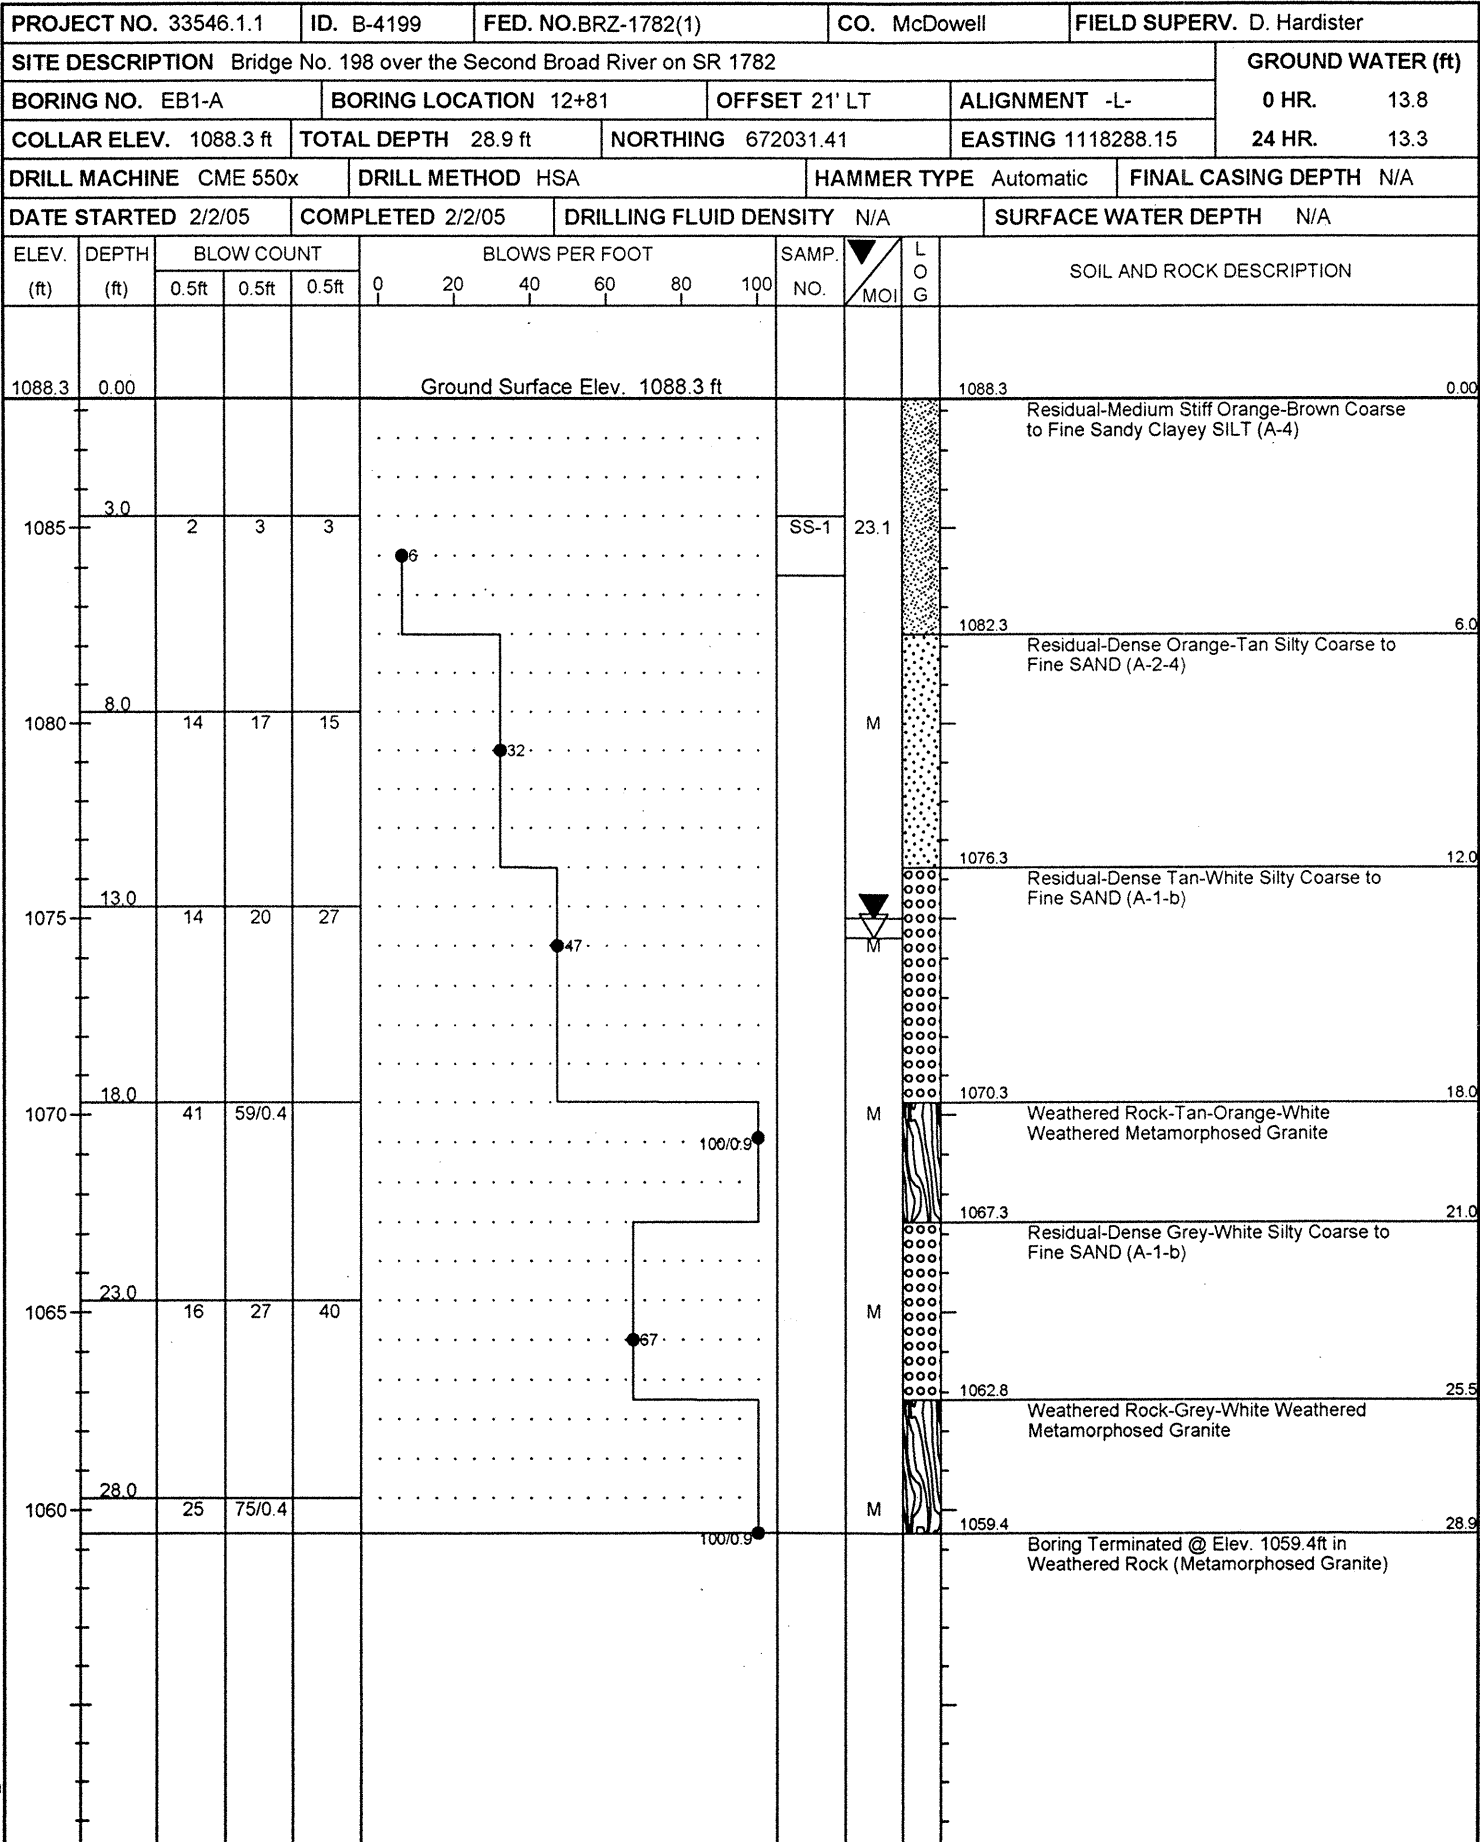 PROJECT NO. 33546.1.1 ID. B-4199 FED. NO.BRZ-1782(1) CO. McDowell FIELD SUPERV. D. Hardister
SITE DESCRIPTION Bridge No. 198 over the Second Broad River on SR 1782 GROUND WATER (ft)
BORING NO. EB1-A BORING LOCATION 12+81 OFFSET 21' LT ALIGNMENT -L- 0 HR. 13.8
COLLAR ELEV. 1088.3 ft TOTAL DEPTH 28.9 ft NORTHING 672031.41 EASTING 1118288.15 24 HR. 13.3
DRILL MACHINE CME 550x DRILL METHOD HSA HAMMER TYPE Automatic FINAL CASING DEPTH N/A
DATE STARTED 2/2/05 COMPLETED 2/2/05 DRILLING FLUID DENSITY N/A SURFACE WATER DEPTH N/A
ELEV. DEPTH BLOW COUNT BLOWS PER FOOT SAMP. L
O SOIL AND ROCK DESCRIPTION
(ft) (ft) 0.5ft 0.5ft 0.5ft 0 20 40 60 80 100 NO. MOI G
1088.3 0.00 Ground Surface Elev. 1088.3 ft 1088.3 0.00
Residual-Medium Stiff Orange-Brown Coarse
to Fine Sandy Clayey SILT (A-4)
3.0
1085 2 3 3 SS-1 23.1
6
1082.3 6.0
Residual-Dense Orange-Tan Silty Coarse to
Fine SAND (A-2-4)
8.0
1080 14 17 15 M
32
1076.3 12.0
Residual-Dense Tan-White Silty Coarse to
Fine SAND (A-1-b)
13.0
1075 14 20 27
47 M
18.0 1070.3 18.0
1070 41 59/0.4 M Weathered Rock-Tan-Orange-White
Weathered Metamorphosed Granite
100/0.9
1067.3 21.0
Residual-Dense Grey-White Silty Coarse to
Fine SAND (A-1-b)
23.0
1065 16 27 40 M
67
1062.8 25.5
Weathered Rock-Grey-White Weathered
Metamorphosed Granite
28.0
1060 25 75/0.4 M
1059.4 28.9
100/0.9 Boring Terminated @ Elev. 1059.4ft in
Weathered Rock (Metamorphosed Granite)